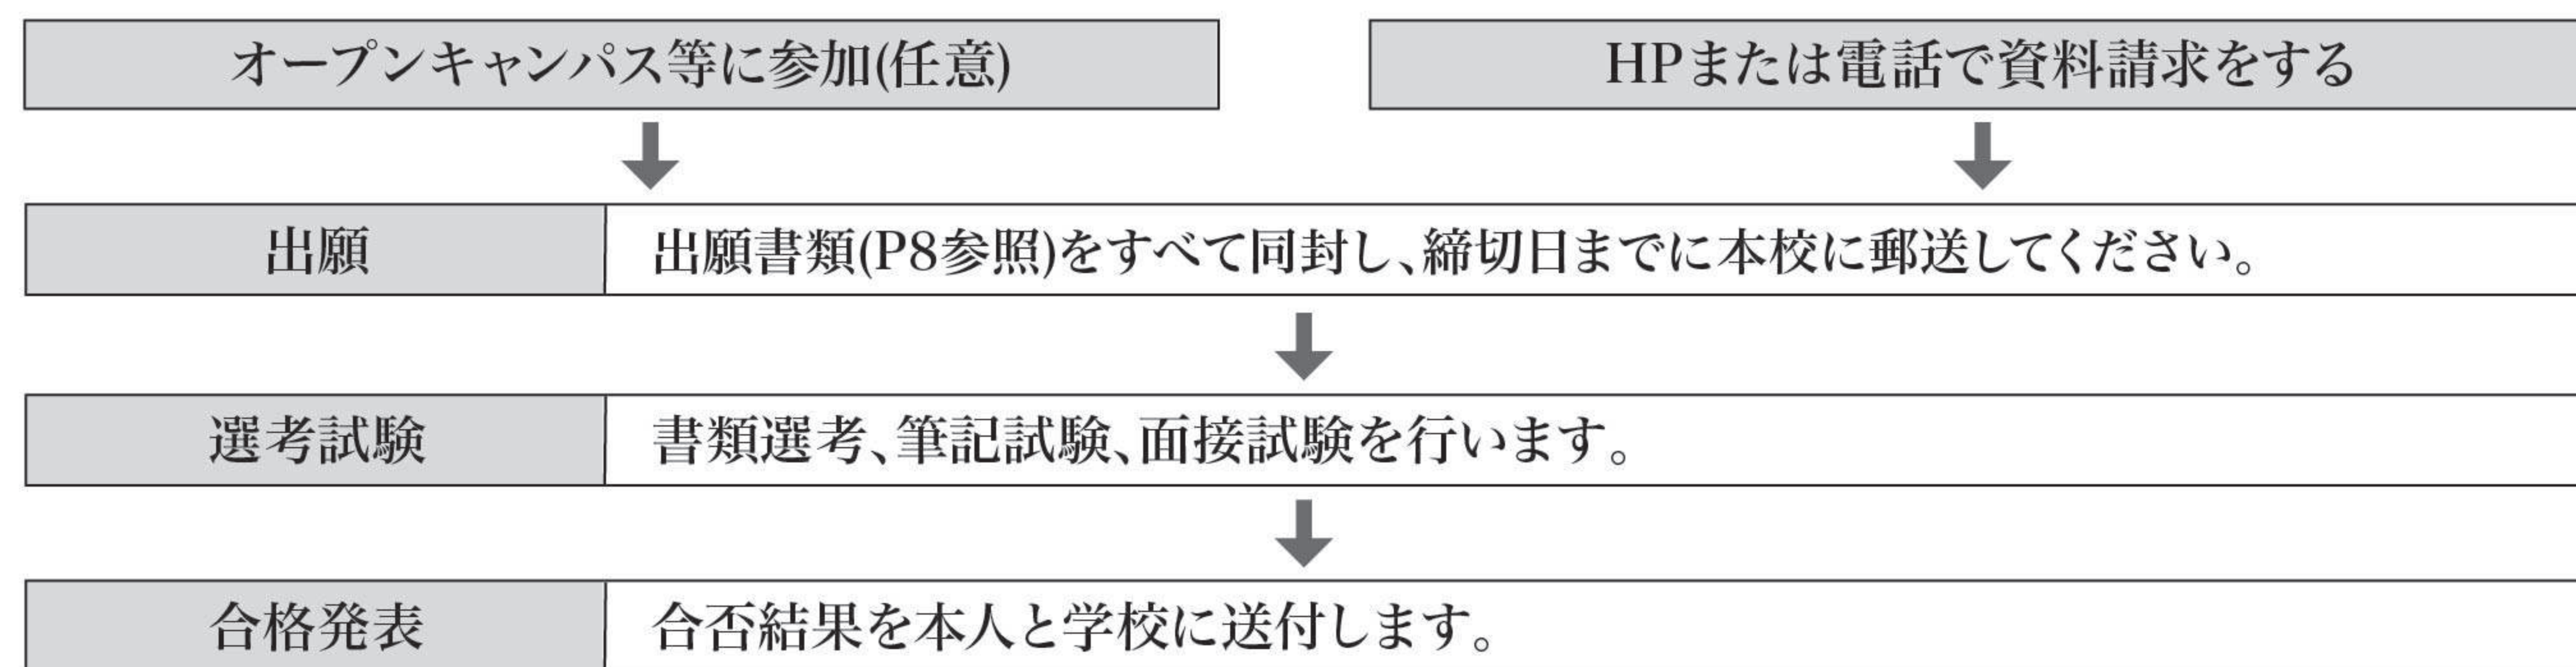 オープンキャンパス等に参加(任意)
HPまたは電話で資料請求をする
出願
出願書類(P8参照)をすべて同封し、締切日までに本校に郵送してください。
選考試験
書類選考、筆記試験、面接試験を行います。
合格発表
合否結果を本人と学校に送付します。